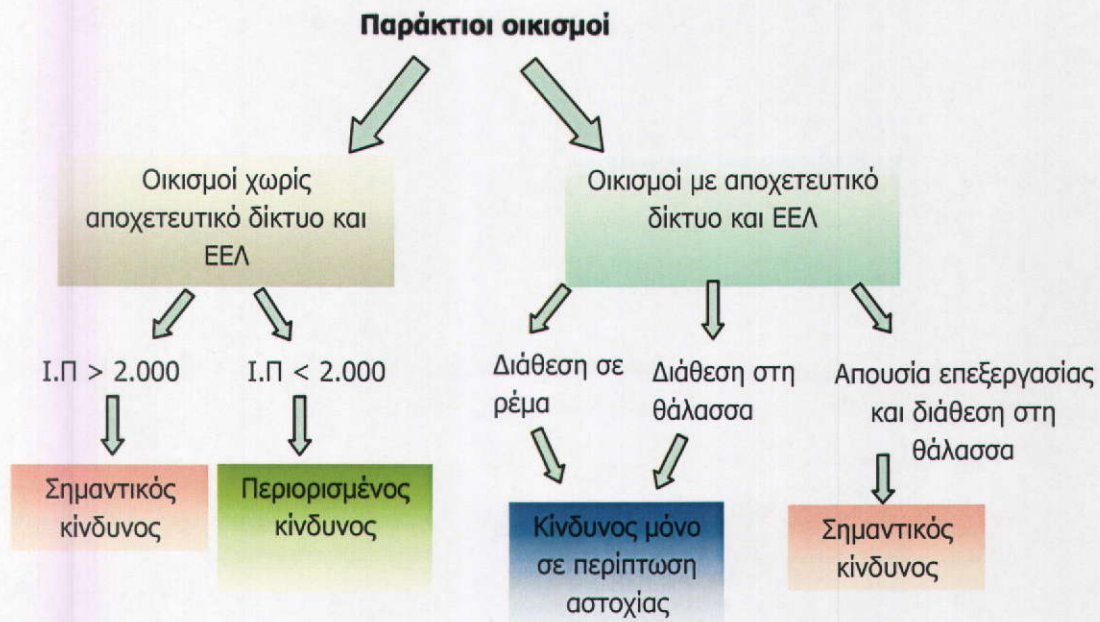 Παράκτιοι οικισμοί
Οικισμοί χωρίς
αποχετευτικό δίκτυο και
ΕΕΛ
Οικισμοί με αποχετευτικό
δίκτυο και ΕΕΛ
Ι.Π > 2.000
Ι.Π < 2.000
Διάθεση σε
ρέμα
Διάθεση στη
θάλασσα
Απουσία επεξεργασίας
και διάθεση στη
θάλασσα
Σημαντικός
κίνδυνος
Περιορισμένος
κίνδυνος
Κίνδυνος μόνο
σε περίπτωση
αστοχίας
Σημαντικός
κίνδυνος